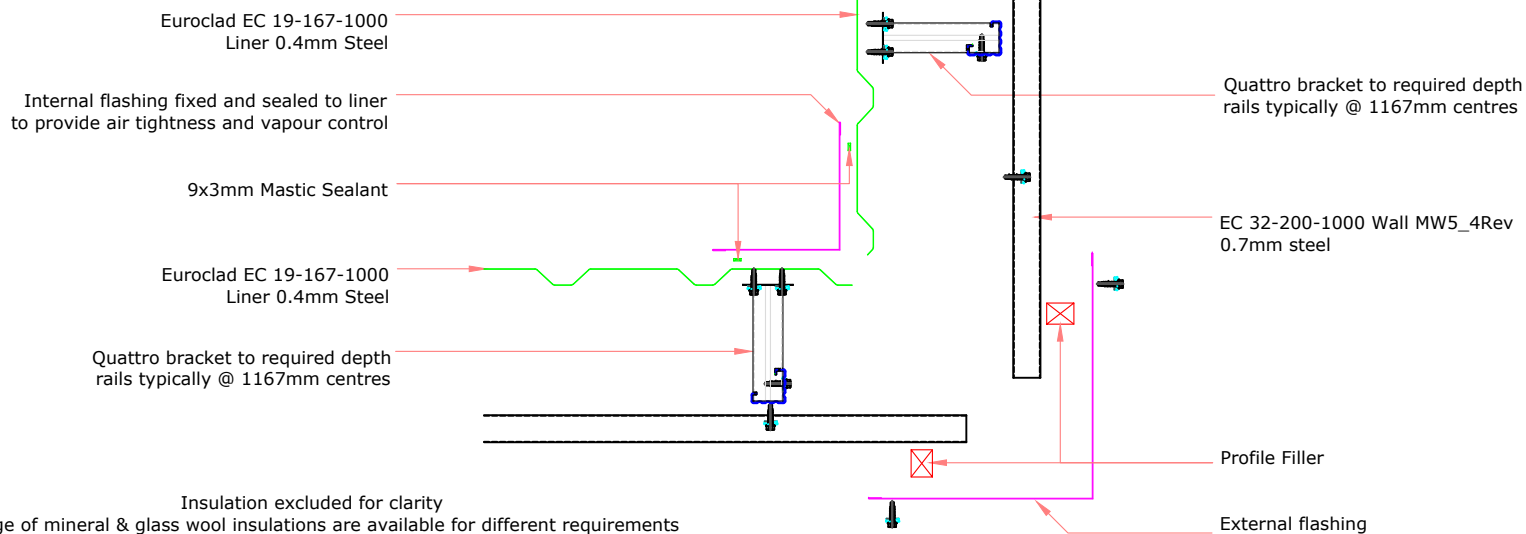 Euroclad EC 19-167-1000
Liner 0.4mm Steel
Internal flashing fixed and sealed to liner
to provide air tightness and vapour control
9x3mm Mastic Sealant
Euroclad EC 19-167-1000
Liner 0.4mm Steel
Quattro bracket to required depth
rails typically @ 1167mm centres
Quattro bracket to required depth
rails typically @ 1167mm centres
EC 32-200-1000 Wall MW5_4Rev
0.7mm steel
Profile Filler
External flashing
Insulation excluded for clarity
of mineral & glass wool insulations are available for different requirements